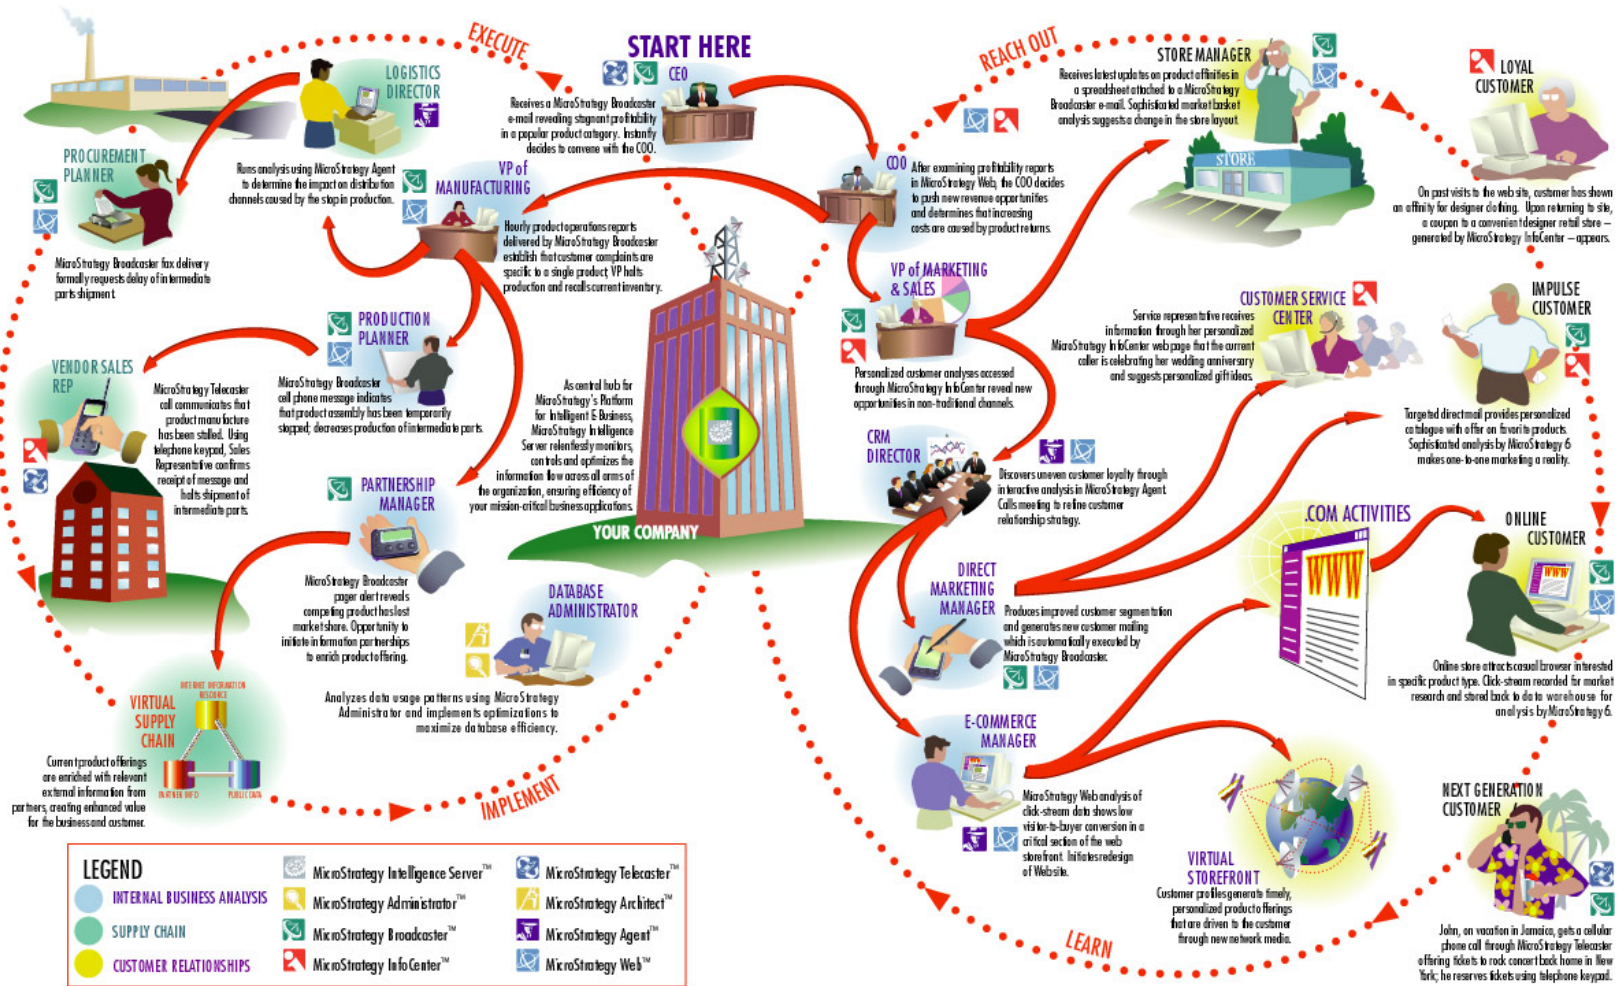 START HERE
EXECUTE
REACH OUT
CEO
Receives a MicroStrategy Broadcaster
e-mail revealing stagnant profitability
in a popular product category. Instantly
decides to convene with the COO.
LOGISTICS
DIRECTOR
Runs analysis using MicroStrategy Agent
to determine the impact on distribution
channels caused by the stop in production.
PROCUREMENT
PLANNER
MicroStrategy Broadcaster fax delivery
formally requests delay of intermediate
parts shipment.
VP of
MANUFACTURING
Hourly product operations reports
delivered by MicroStrategy Broadcaster
establish that customer complaints are
specific to a single product; VP halts
production and recalls current inventory.
COO
After examining profitability reports
in MicroStrategy Web, the COO decides
to push new revenue opportunities
and determines that increasing
costs are caused by product returns.
STORE MANAGER
Receives latest updates on product affinities in
a spreadsheet attached to a MicroStrategy
Broadcaster e-mail. Sophisticated market basket
analysis suggests a change in the store layout.
STORE
LOYAL
CUSTOMER
On past visits to the web site, customer has shown
an affinity for designer clothing. Upon returning to site,
a coupon to a convenient designer retail store –
generated by MicroStrategy InfoCenter – appears.
VP of MARKETING
& SALES
Personalized customer analyses accessed
through MicroStrategy InfoCenter reveal new
opportunities in non-traditional channels.
CUSTOMER SERVICE
CENTER
Service representative receives
information through her personalized
MicroStrategy InfoCenter web page that the current
caller is celebrating her wedding anniversary
and suggests personalized gift ideas.
IMPULSE
CUSTOMER
Targeted direct mail provides personalized
catalogue with offer on favorite products.
Sophisticated analysis by MicroStrategy 6
makes one-to-one marketing a reality.
PRODUCTION
PLANNER
MicroStrategy Broadcaster
cell phone message indicates
that product assembly has been temporarily
stopped; decreases production of intermediate parts.
VENDOR SALES
REP
MicroStrategy Telecaster
call communicates that
product manufacture
has been stalled. Using
telephone keypad, Sales
Representative confirms
receipt of message and
halts shipment of
intermediate parts.
As central hub for
MicroStrategy's Platform
for Intelligent E-Business,
MicroStrategy Intelligence
Server relentlessly monitors,
controls and optimizes the
information flow across all arms of
the organization, ensuring efficiency of
your mission-critical business applications.
YOUR COMPANY
CRM
DIRECTOR
Discovers uneven customer loyalty through
interactive analysis in MicroStrategy Agent.
Calls meeting to refine customer
relationship strategy.
PARTNERSHIP
MANAGER
MicroStrategy Broadcaster
pager alert reveals
competing product has lost
market share. Opportunity to
initiate information partnerships
to enrich product offering.
.COM ACTIVITIES
WWW
ONLINE
CUSTOMER
WWW
Online store attracts casual browser interested
in specific product type. Click-stream recorded for market
research and stored back to data warehouse for
analysis by MicroStrategy 6.
DIRECT
MARKETING
MANAGER
Produces improved customer segmentation
and generates new customer mailing
which is automatically executed by
MicroStrategy Broadcaster.
DATABASE
ADMINISTRATOR
Analyzes data usage patterns using MicroStrategy
Administrator and implements optimizations to
maximize database efficiency.
VIRTUAL
SUPPLY
CHAIN
INTERNET INFORMATION
RESOURCE
PARTNER INFO
PUBLIC DATA
Current product offerings
are enriched with relevant
external information from
partners, creating enhanced value
for the business and customer.
IMPLEMENT
E-COMMERCE
MANAGER
MicroStrategy Web analysis of
click-stream data shows low
visitor-to-buyer conversion in a
critical section of the web
storefront. Initiates redesign
of Web site.
VIRTUAL
STOREFRONT
Customer profiles generate timely,
personalized product offerings
that are driven to the customer
through new network media.
NEXT GENERATION
CUSTOMER
John, on vacation in Jamaica, gets a cellular
phone call through MicroStrategy Telecaster
offering tickets to rock concert back home in New
York; he reserves tickets using telephone keypad.
LEARN
LEGEND
INTERNAL BUSINESS ANALYSIS
SUPPLY CHAIN
CUSTOMER RELATIONSHIPS
MicroStrategy Intelligence Server™
MicroStrategy Administrator™
MicroStrategy Broadcaster™
MicroStrategy InfoCenter™
MicroStrategy Telecaster™
MicroStrategy Architect™
MicroStrategy Agent™
MicroStrategy Web™